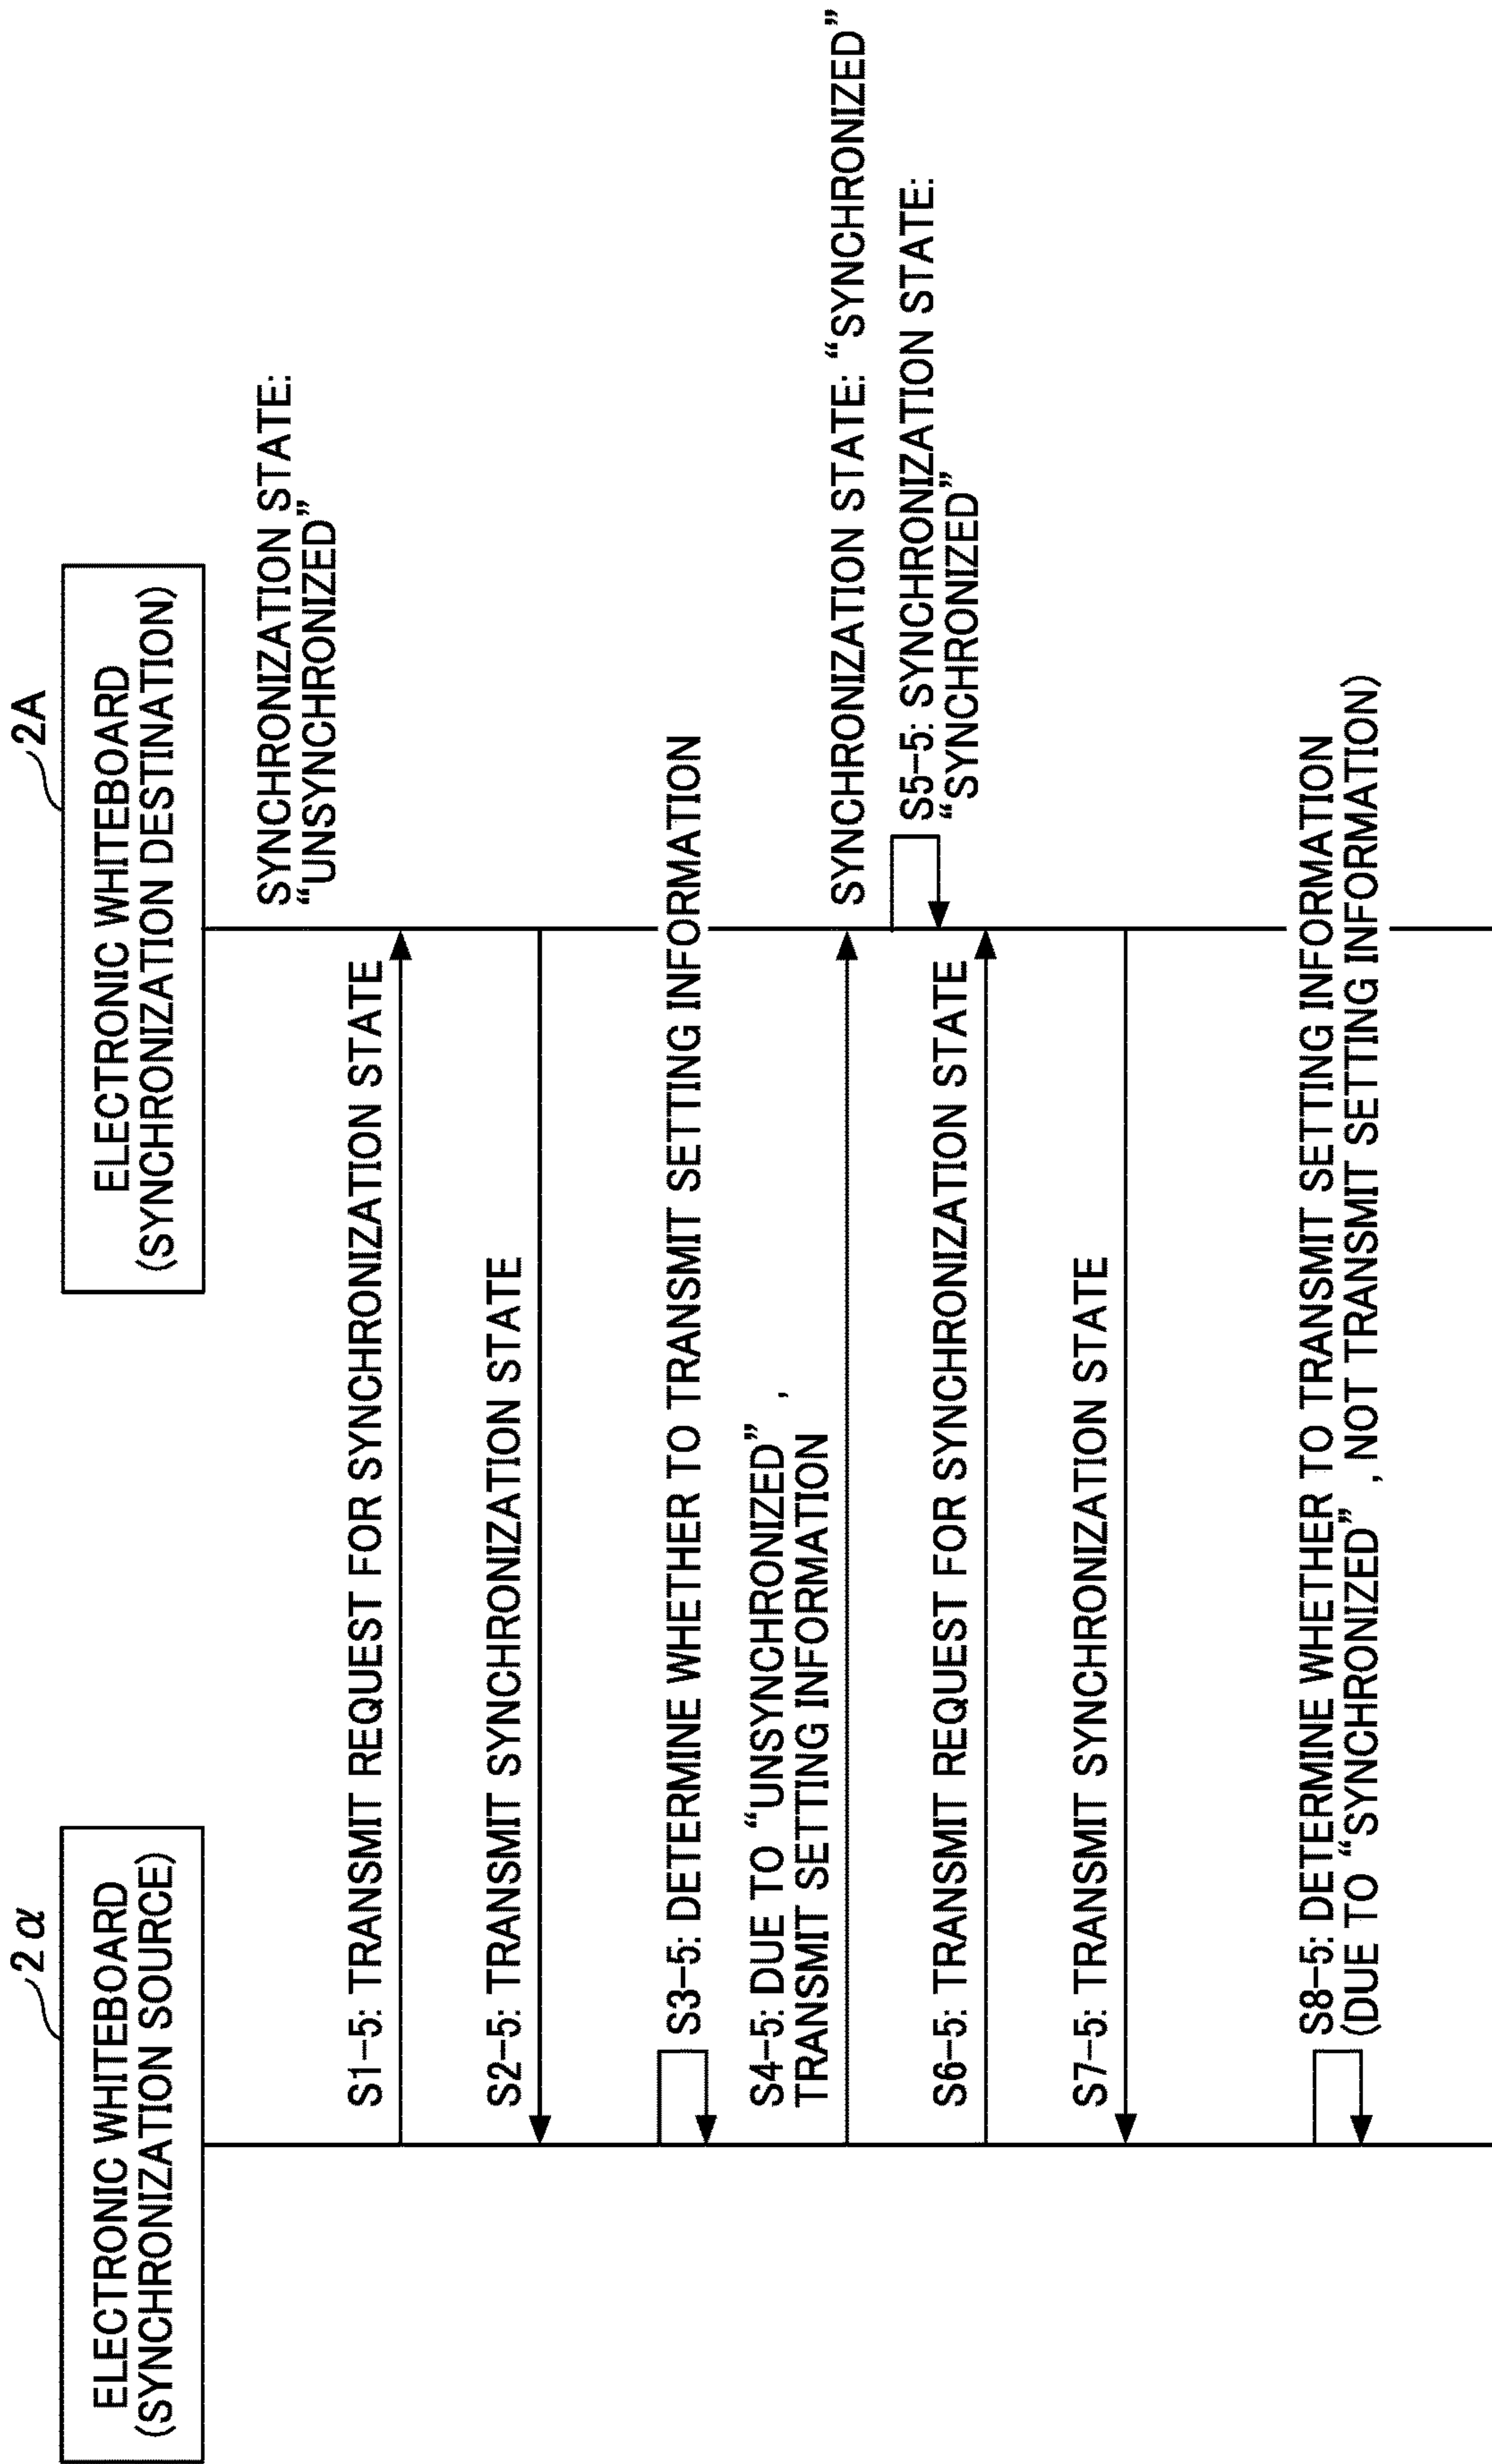 2α
ELECTRONIC WHITEBOARD
(SYNCHRONIZATION SOURCE)
2A
ELECTRONIC WHITEBOARD
(SYNCHRONIZATION DESTINATION)
SYNCHRONIZATION STATE:
“UNSYNCHRONIZED”
S1-5: TRANSMIT REQUEST FOR SYNCHRONIZATION STATE
S2-5: TRANSMIT SYNCHRONIZATION STATE
S3-5: DETERMINE WHETHER TO TRANSMIT SETTING INFORMATION
S4-5: DUE TO “UNSYNCHRONIZED” ,
TRANSMIT SETTING INFORMATION
SYNCHRONIZATION STATE: “SYNCHRONIZED”
S5-5: SYNCHRONIZATION STATE:
“SYNCHRONIZED”
S6-5: TRANSMIT REQUEST FOR SYNCHRONIZATION STATE
S7-5: TRANSMIT SYNCHRONIZATION STATE
S8-5: DETERMINE WHETHER TO TRANSMIT SETTING INFORMATION
(DUE TO “SYNCHRONIZED” , NOT TRANSMIT SETTING INFORMATION)